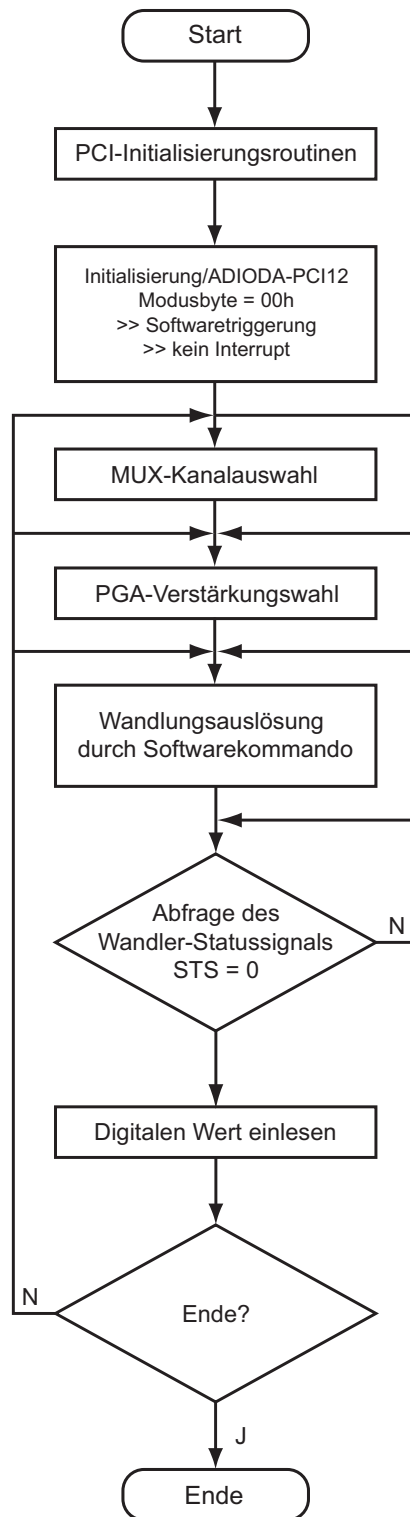 Start
PCI-Initialisierungsroutinen
Initialisierung/ADIODA-PCI12
Modusbyte = 00h
>> Softwaretriggerung
>> kein Interrupt
MUX-Kanalauswahl
PGA-Verstärkungswahl
Wandlungsauslösung
durch Softwarekommando
Abfrage des
Wandler-Statussignals
STS = 0
N
Digitalen Wert einlesen
N
Ende?
J
Ende